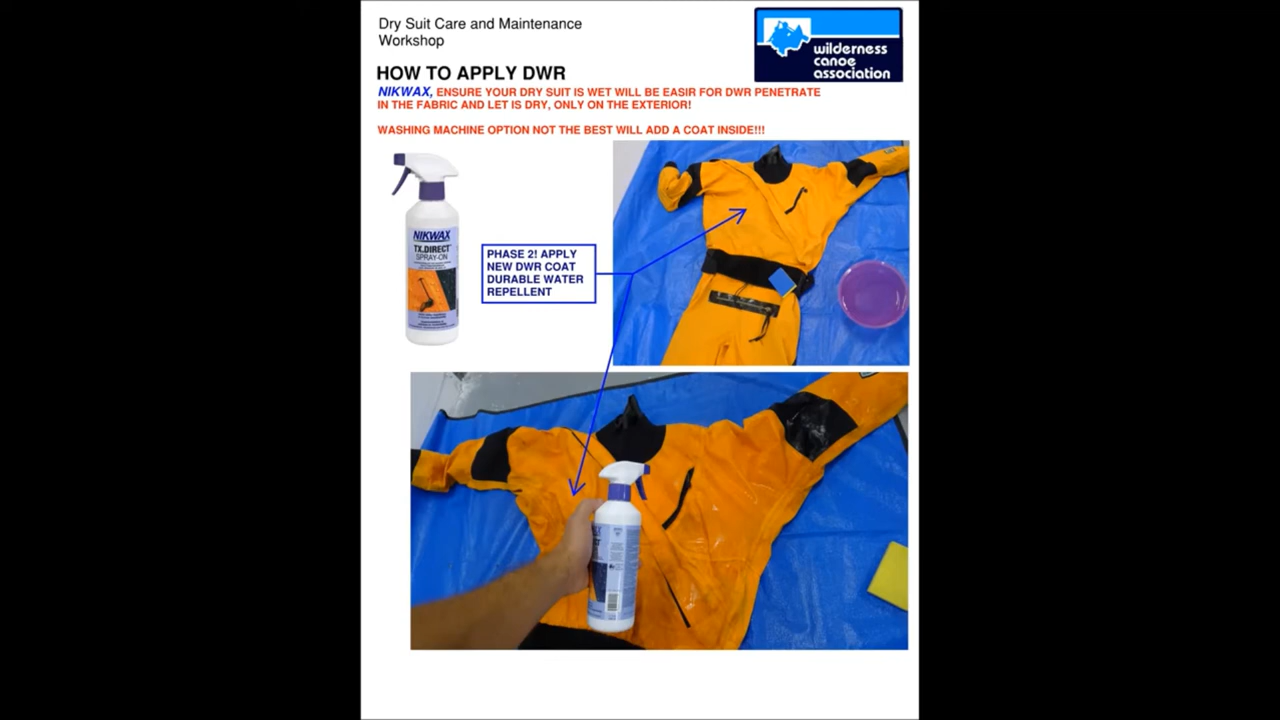 Dry Suit Care and Maintenance
Workshop
wilderness
canoe
association
HOW TO APPLY DWR
NIKWAX, ENSURE YOUR DRY SUIT IS WET WILL BE EASIR FOR DWR PENETRATE
IN THE FABRIC AND LET IS DRY, ONLY ON THE EXTERIOR!
WASHING MACHINE OPTION NOT THE BEST WILL ADD A COAT INSIDE!!!
NIKWAX
TX.DIRECT
SPRAY-ON
PHASE 2! APPLY
NEW DWR COAT
DURABLE WATER
REPELLENT